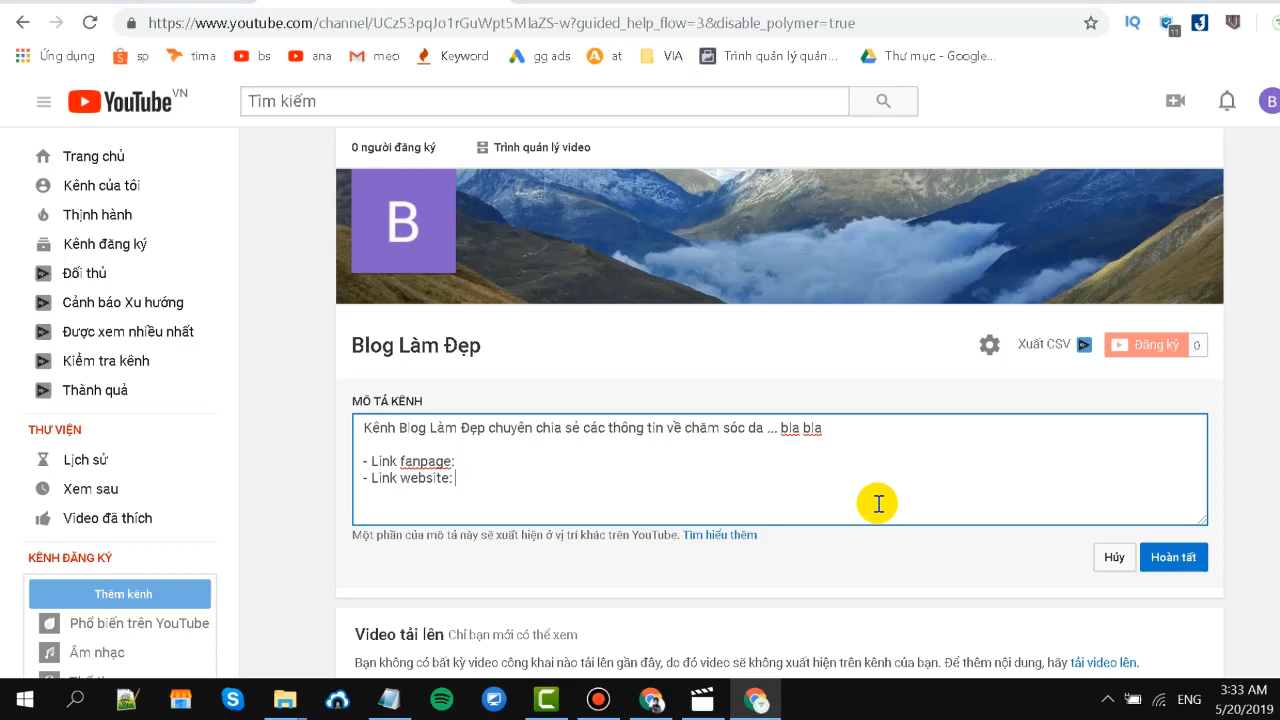 https://www.youtube.com/channel/UCz53pqJo1rGuWpt5MlaZS-w?guided_help_flow=3&disable_polymer=true
11
Ứng dụng sp tima bs ana meo Keyword gg ads at VIA Trình quản lý quản... Thư mục - Google...
YouTube VN
Tìm kiếm
B
Trang chủ
Kênh của tôi
Thịnh hành
Kênh đăng ký
Đối thủ
Cảnh báo Xu hướng
Được xem nhiều nhất
Kiểm tra kênh
Thành quả
THƯ VIỆN
Lịch sử
Xem sau
Video đã thích
KÊNH ĐĂNG KÝ
Thêm kênh
Phổ biến trên YouTube
Âm nhạc
0 người đăng ký Trình quản lý video
B
Blog Làm Đẹp
Xuất CSV Đăng ký 0
MÔ TẢ KÊNH
Kênh Blog Làm Đẹp chuyên chia sẻ các thông tin về chăm sóc da ... bla bla
- Link fanpage:
- Link website:
Một phần của mô tả này sẽ xuất hiện ở vị trí khác trên YouTube. Tìm hiểu thêm
Hủy Hoàn tất
Video tải lên Chỉ bạn mới có thể xem
Bạn không có bất kỳ video công khai nào tải lên gần đây, do đó video sẽ không xuất hiện trên kênh của bạn. Để thêm nội dung, hãy tải video lên.
ENG
3:33 AM
5/20/2019